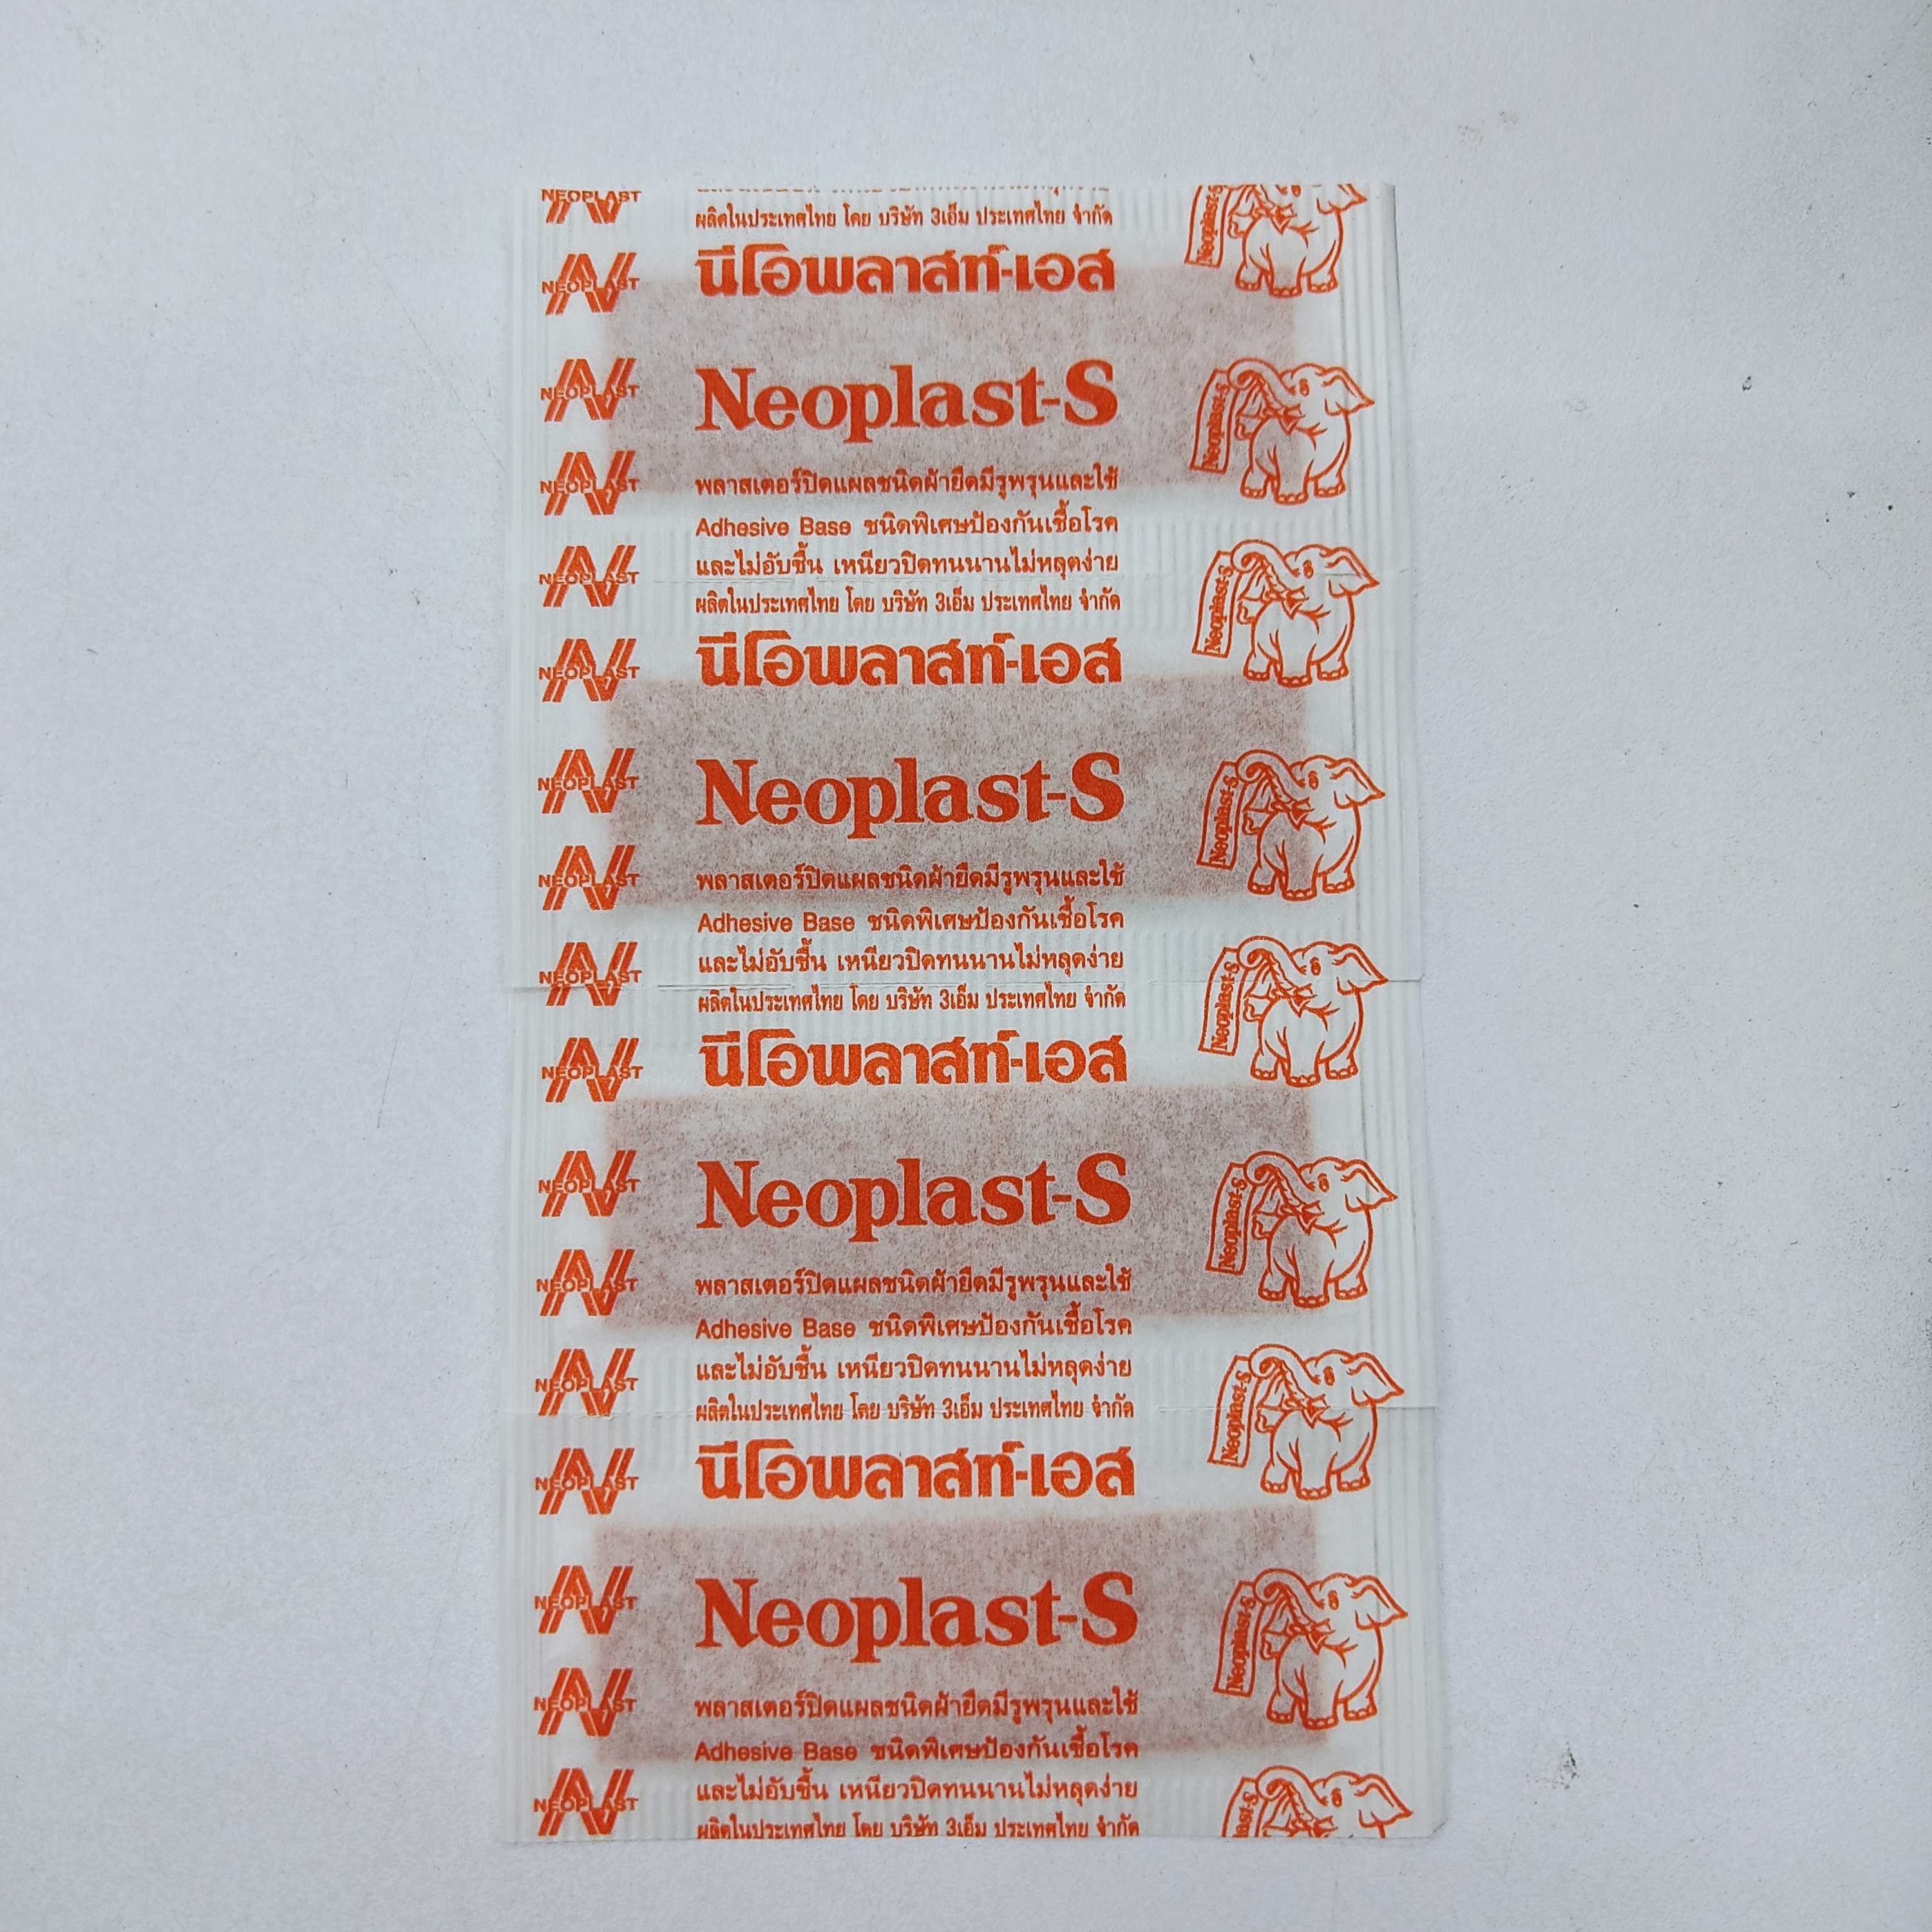 NEOPLAST
ผลิตในประเทศไทย โดย บริษัท 3เอ็ม ประเทศไทย จำกัด
Neoplast-S
นีโอพลาสท์-เอส
NEOPLAST
Neoplast-S
NEOPLAST
Neoplast-S
พลาสเตอร์ปิดแผลชนิดผ้ายืดมีรูพรุนและใช้
NEOPLAST
Adhesive Base ชนิดพิเศษป้องกันเชื้อโรค
และไม่อับชื้น เหนียวปิดทนนานไม่หลุดง่าย
NEOPLAST
ผลิตในประเทศไทย โดย บริษัท 3เอ็ม ประเทศไทย จำกัด
Neoplast-S
นีโอพลาสท์-เอส
NEOPLAST
Neoplast-S
NEOPLAST
Neoplast-S
พลาสเตอร์ปิดแผลชนิดผ้ายืดมีรูพรุนและใช้
NEOPLAST
Adhesive Base ชนิดพิเศษป้องกันเชื้อโรค
และไม่อับชื้น เหนียวปิดทนนานไม่หลุดง่าย
NEOPLAST
ผลิตในประเทศไทย โดย บริษัท 3เอ็ม ประเทศไทย จำกัด
Neoplast-S
นีโอพลาสท์-เอส
NEOPLAST
Neoplast-S
NEOPLAST
Neoplast-S
พลาสเตอร์ปิดแผลชนิดผ้ายืดมีรูพรุนและใช้
NEOPLAST
Adhesive Base ชนิดพิเศษป้องกันเชื้อโรค
และไม่อับชื้น เหนียวปิดทนนานไม่หลุดง่าย
NEOPLAST
ผลิตในประเทศไทย โดย บริษัท 3เอ็ม ประเทศไทย จำกัด
Neoplast-S
นีโอพลาสท์-เอส
NEOPLAST
Neoplast-S
NEOPLAST
Neoplast-S
พลาสเตอร์ปิดแผลชนิดผ้ายืดมีรูพรุนและใช้
NEOPLAST
Adhesive Base ชนิดพิเศษป้องกันเชื้อโรค
และไม่อับชื้น เหนียวปิดทนนานไม่หลุดง่าย
NEOPLAST
ผลิตในประเทศไทย โดย บริษัท 3เอ็ม ประเทศไทย จำกัด